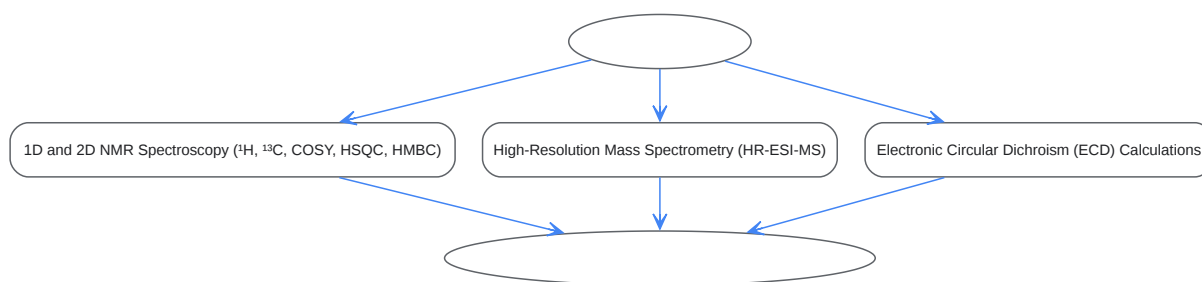 1D and 2D NMR Spectroscopy (¹H, ¹³C, COSY, HSQC, HMBC)
High-Resolution Mass Spectrometry (HR-ESI-MS)
Electronic Circular Dichroism (ECD) Calculations